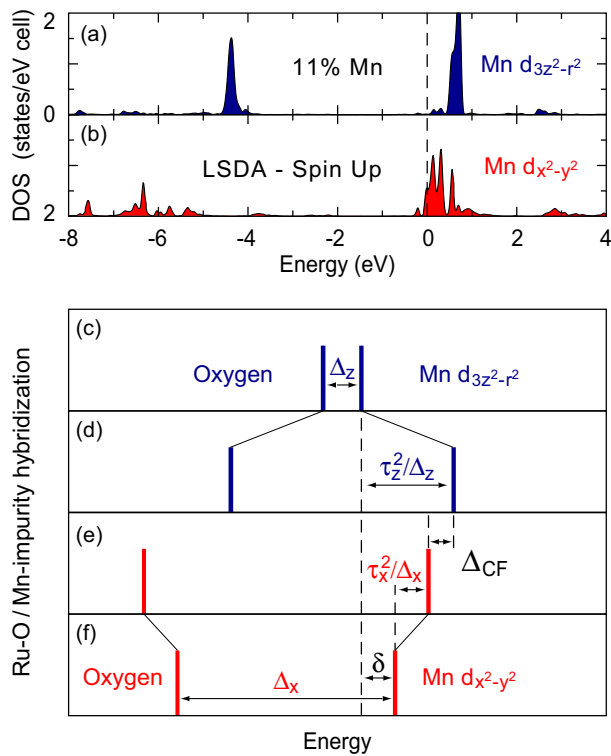 DOS (states/eV cell)
2
(a)
11% Mn
Mn d3z²-r²
0
(b)
LSDA - Spin Up
Mn dx²-y²
2
-8 -6 -4 -2 0 2 4
Energy (eV)
Ru-O / Mn-impurity hybridization
(c)
Oxygen
Δz
Mn d3z²-r²
(d)
τz²/Δz
(e)
τx²/Δx
ΔCF
(f)
Oxygen
Δx
δ
Mn dx²-y²
Energy